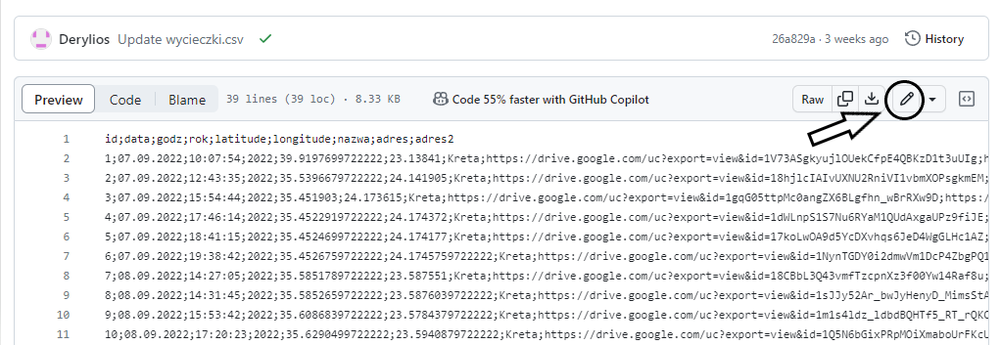 Derylios Update wycieczki.csv 26a829a · 3 weeks ago History
Preview Code Blame 39 lines (39 loc) · 8.33 KB Code 55% faster with GitHub Copilot Raw
1 id;data;godz;rok;latitude;longitude;nazwa;adres;adres2
2 1;07.09.2022;10:07:54;2022;39.9197699722222;23.13841;Kreta;https://drive.google.com/uc?export=view&id=1V73ASgkyujlOUekCfpE4QBKzD1t3uUIg;h
3 2;07.09.2022;12:43:35;2022;35.5396679722222;24.141905;Kreta;https://drive.google.com/uc?export=view&id=18hjlcIAIvUXNU2RniVI1vbmXOPsgkmEM;
4 3;07.09.2022;15:54:44;2022;35.451903;24.173615;Kreta;https://drive.google.com/uc?export=view&id=1gqG05ttpMc0angZX6BLgfhn_wBrRXw9D;https:/
5 4;07.09.2022;17:46:14;2022;35.4522919722222;24.174372;Kreta;https://drive.google.com/uc?export=view&id=1dWLnpS1S7Nu6RYaM1QUdAxgaUPz9fiJE;
6 5;07.09.2022;18:41:15;2022;35.4524699722222;24.174177;Kreta;https://drive.google.com/uc?export=view&id=17koLwOA9d5YcDXvhqs6JeD4WgGLHc1AZ;
7 6;07.09.2022;19:38:42;2022;35.4526759722222;24.1745759722222;Kreta;https://drive.google.com/uc?export=view&id=1NynTGDY0i2dmwVm1DcP4ZbgPQ1
8 7;08.09.2022;14:27:05;2022;35.5851789722222;23.587551;Kreta;https://drive.google.com/uc?export=view&id=18CBbL3Q43vmfTzcpnXz3f00Yw14Raf8u;
9 8;08.09.2022;14:31:45;2022;35.5852659722222;23.5876039722222;Kreta;https://drive.google.com/uc?export=view&id=1sJJy52Ar_bwJyHenyD_MimsStA
10 9;08.09.2022;15:53:42;2022;35.6086839722222;23.5784379722222;Kreta;https://drive.google.com/uc?export=view&id=1m1s4ldz_ldbdBQHTf5_RT_rQKC
11 10;08.09.2022;17:20:23;2022;35.6290499722222;23.5940879722222;Kreta;https://drive.google.com/uc?export=view&id=1Q5N6bGixPRpMOiXmaboUrFKcU